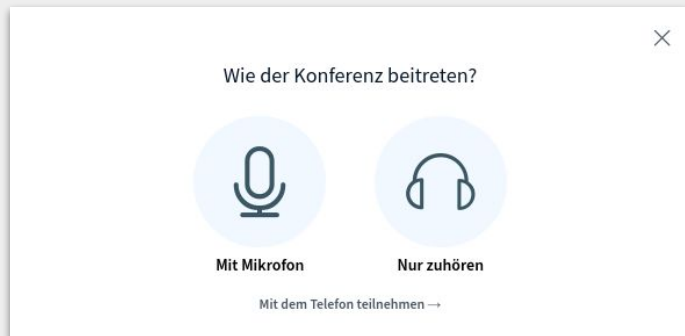 Wie der Konferenz beitreten?
Mit Mikrofon
Nur zuhören
Mit dem Telefon teilnehmen →